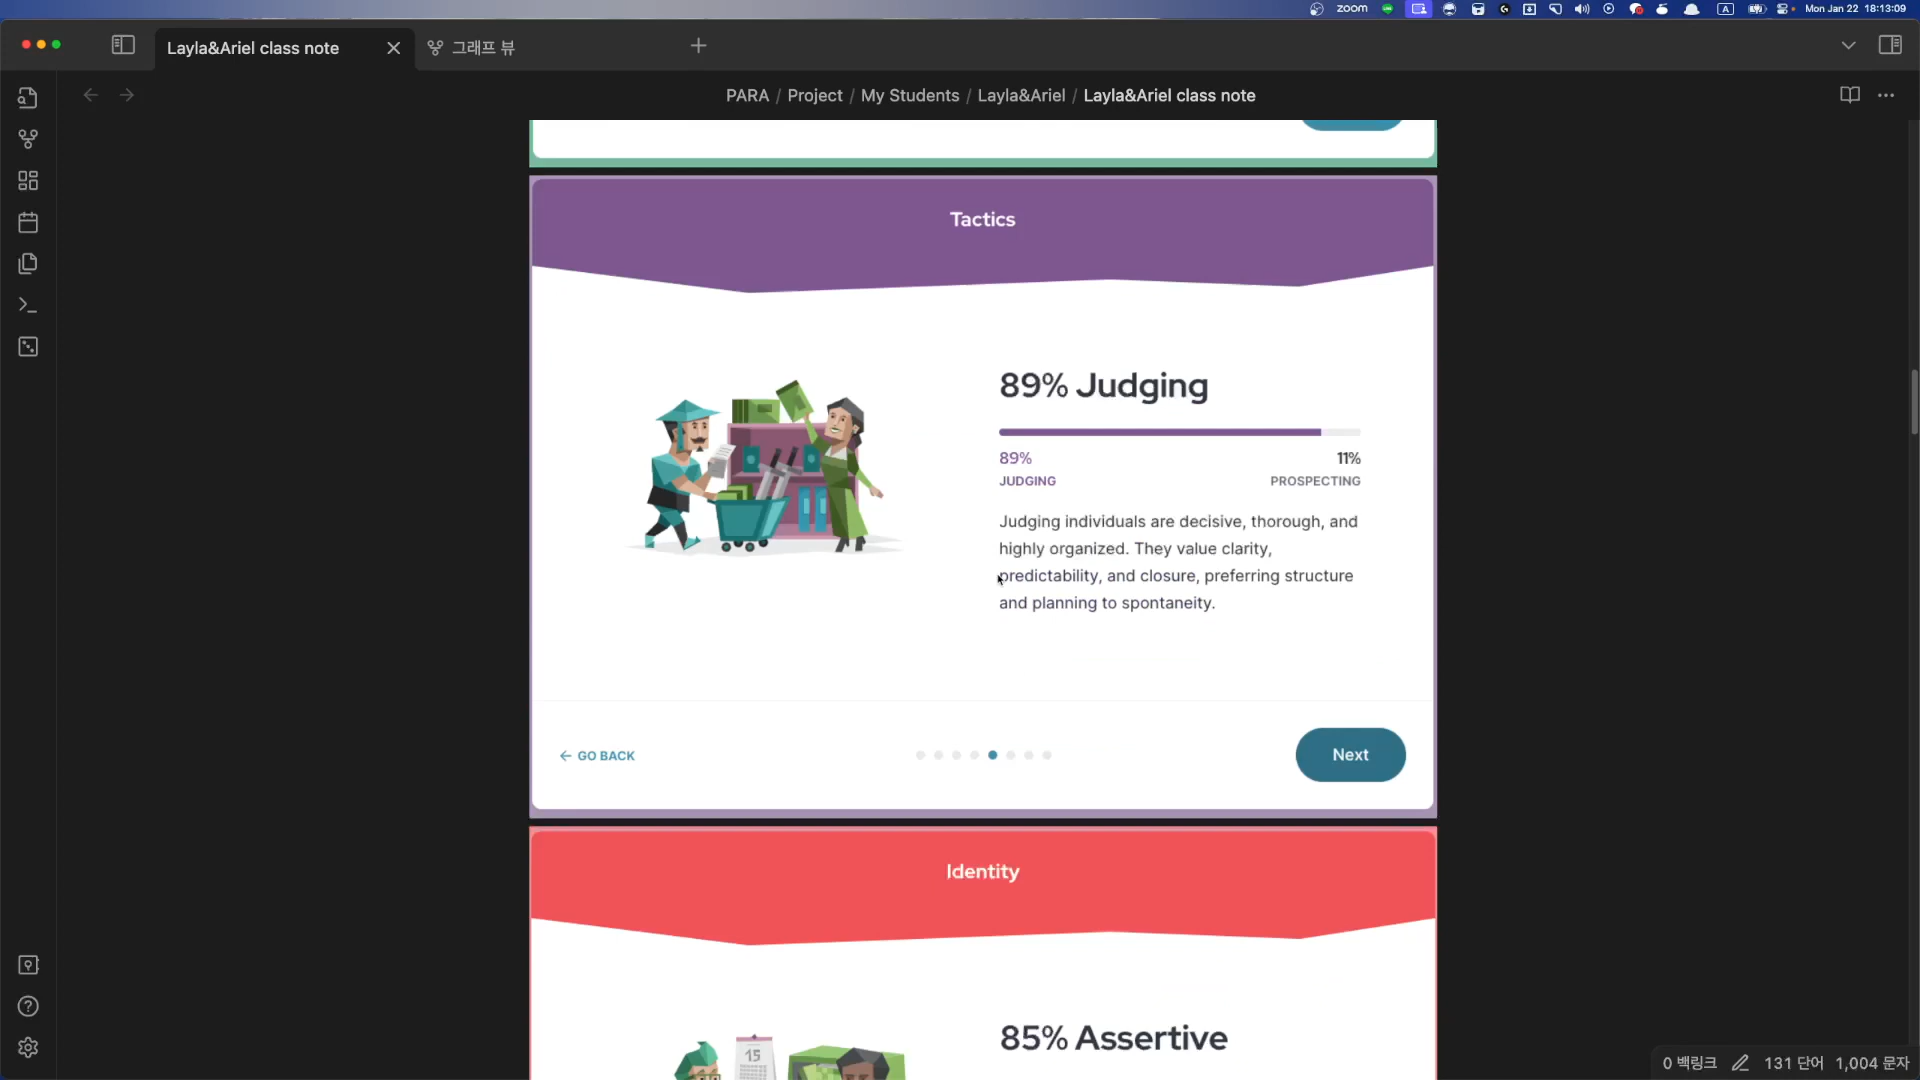 zoom
A
Mon Jan 22 18:13:09
Layla&Ariel class note
그래프 뷰
PARA / Project / My Students / Layla&Ariel / Layla&Ariel class note
Tactics
89% Judging
89% 11%
JUDGING PROSPECTING
Judging individuals are decisive, thorough, and
highly organized. They value clarity,
predictability, and closure, preferring structure
and planning to spontaneity.
← GO BACK
Next
Identity
15
85% Assertive
0 백링크 131 단어 1,004 문자